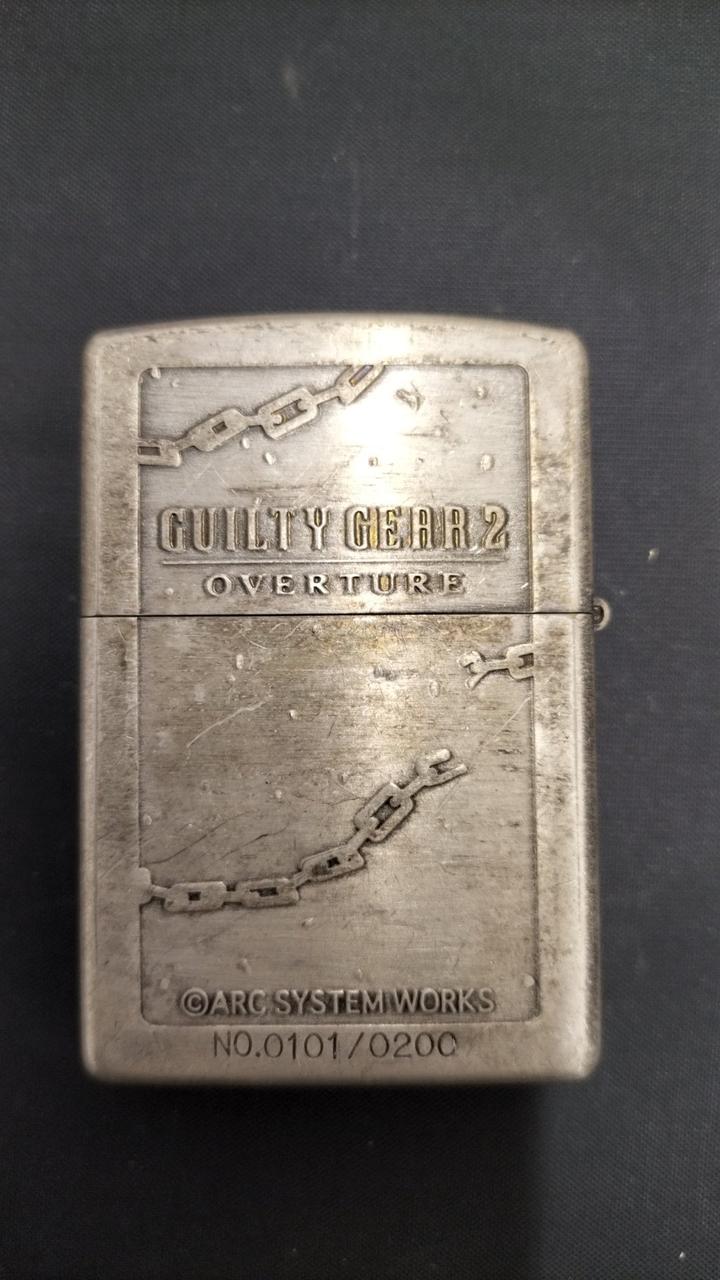 GUILTY GEAR 2
OVERTURE
©ARC SYSTEM WORKS
NO.0101/0200